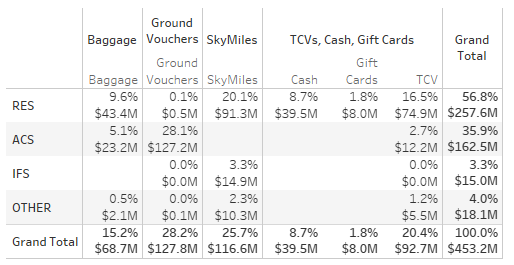 Baggage Ground Vouchers SkyMiles TCVs, Cash, Gift Cards Grand Total
Baggage Ground Vouchers SkyMiles Cash Gift Cards TCV
RES 9.6% 0.1% 20.1% 8.7% 1.8% 16.5% 56.8%
$43.4M $0.5M $91.3M $39.5M $8.0M $74.9M $257.6M
ACS 5.1% 28.1% 2.7% 35.9%
$23.2M $127.2M $12.2M $162.5M
IFS 0.0% 3.3% 0.0% 3.3%
$0.0M $14.9M $0.0M $15.0M
OTHER 0.5% 0.0% 2.3% 1.2% 4.0%
$2.1M $0.1M $10.3M $5.5M $18.1M
Grand Total 15.2% 28.2% 25.7% 8.7% 1.8% 20.4% 100.0%
$68.7M $127.8M $116.6M $39.5M $8.0M $92.7M $453.2M